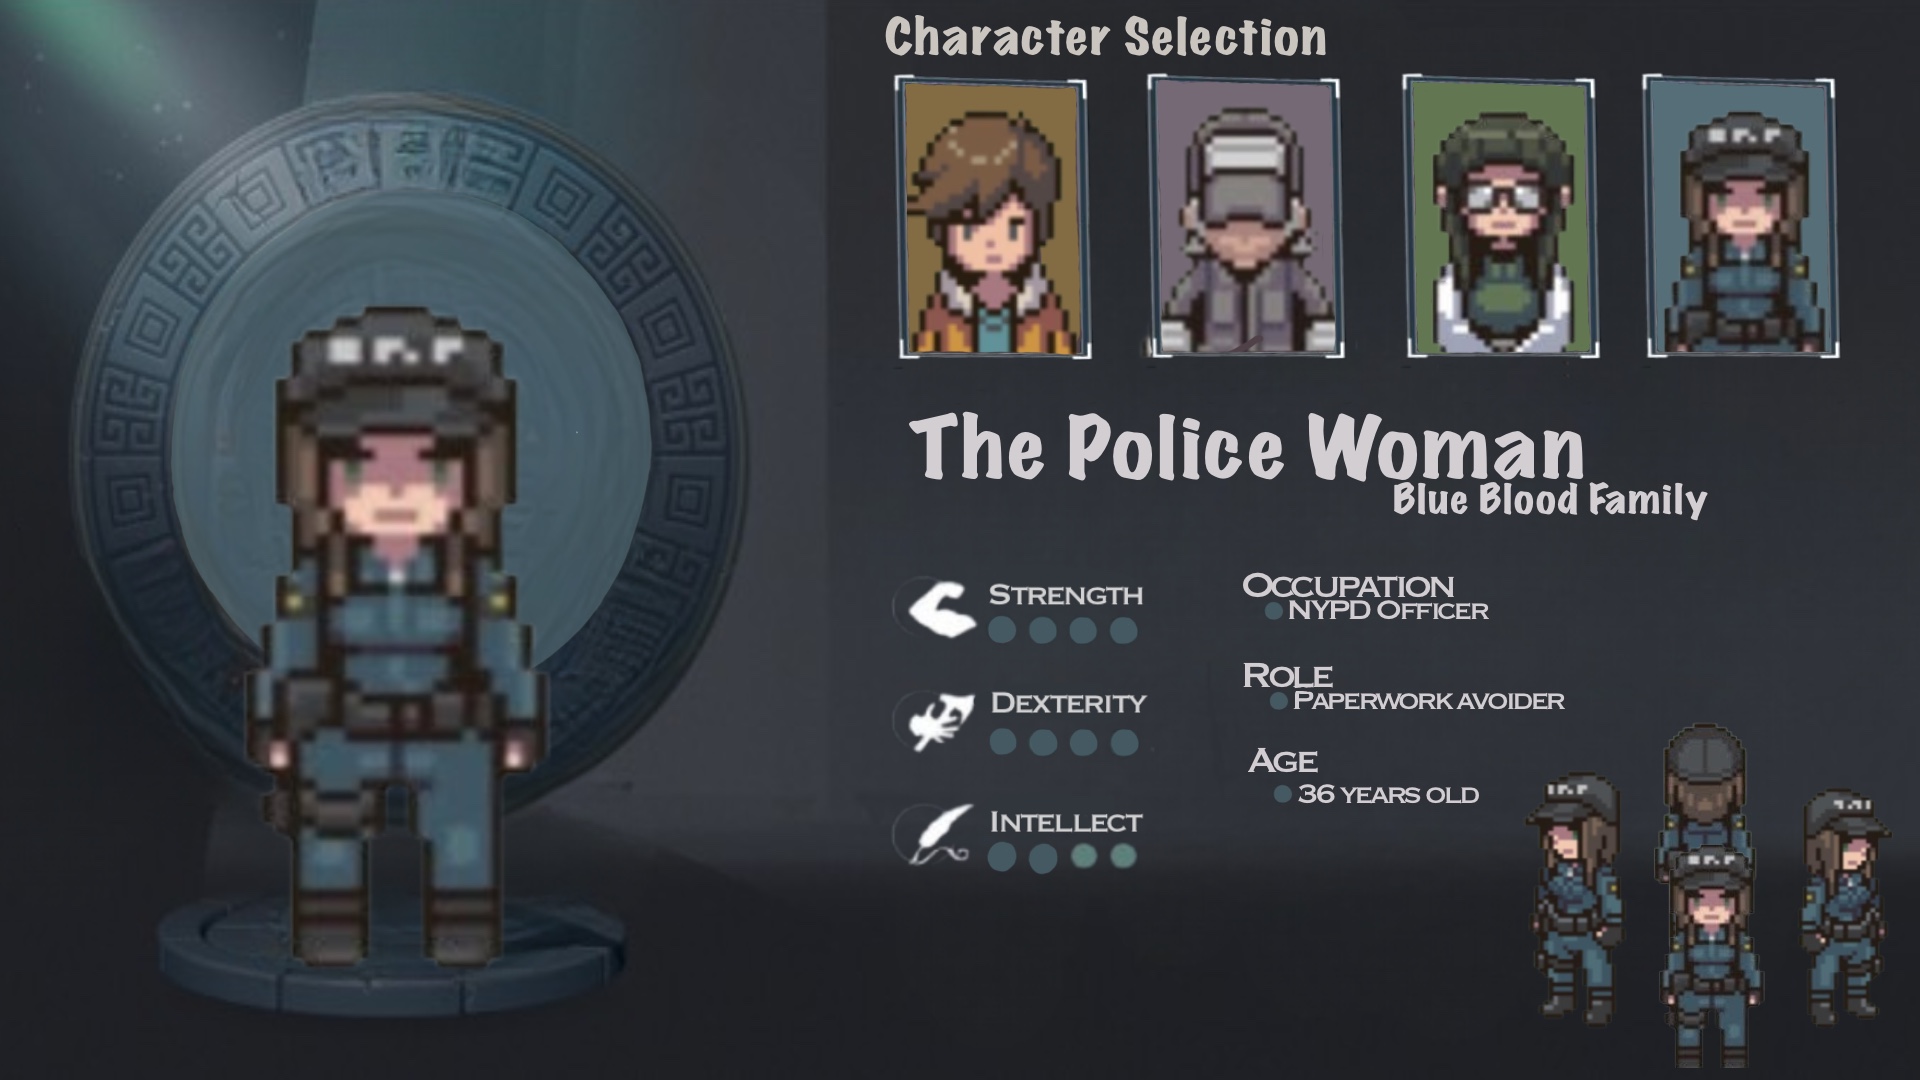 Character Selection
The Police Woman
Blue Blood Family
STRENGTH
DEXTERITY
INTELLECT
OCCUPATION
NYPD OFFICER
ROLE
PAPERWORK AVOIDER
AGE
36 YEARS OLD